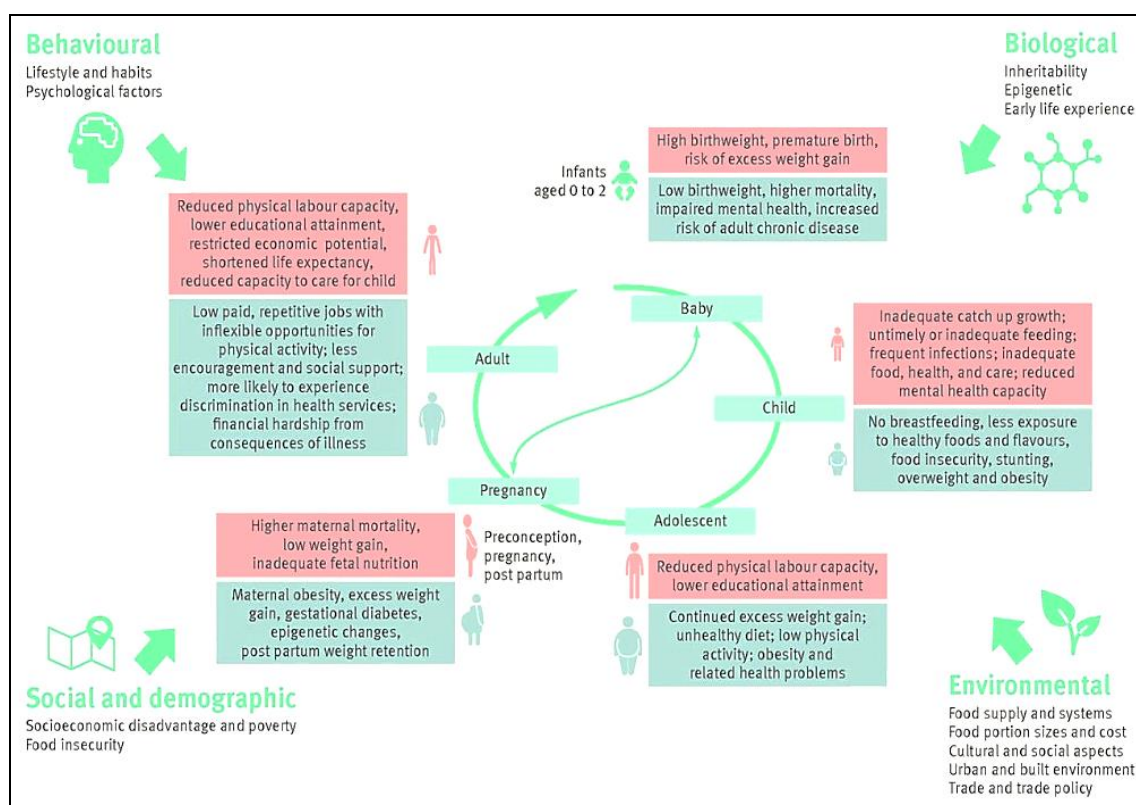 Behavioural
Lifestyle and habits
Psychological factors
Biological
Inheritability
Epigenetic
Early life experience
Infants
aged 0 to 2
High birthweight, premature birth,
risk of excess weight gain
Low birthweight, higher mortality,
impaired mental health, increased
risk of adult chronic disease
Reduced physical labour capacity,
lower educational attainment,
restricted economic potential,
shortened life expectancy,
reduced capacity to care for child
Low paid, repetitive jobs with
inflexible opportunities for
physical activity; less
encouragement and social support;
more likely to experience
discrimination in health services;
financial hardship from
consequences of illness
Baby
Adult
Child
Pregnancy
Adolescent
Inadequate catch up growth;
untimely or inadequate feeding;
frequent infections; inadequate
food, health, and care; reduced
mental health capacity
No breastfeeding, less exposure
to healthy foods and flavours,
food insecurity, stunting,
overweight and obesity
Higher maternal mortality,
low weight gain,
inadequate fetal nutrition
Preconception,
pregnancy,
post partum
Maternal obesity, excess weight
gain, gestational diabetes,
epigenetic changes,
post partum weight retention
Reduced physical labour capacity,
lower educational attainment
Continued excess weight gain;
unhealthy diet; low physical
activity; obesity and
related health problems
Social and demographic
Socioeconomic disadvantage and poverty
Food insecurity
Environmental
Food supply and systems
Food portion sizes and cost
Cultural and social aspects
Urban and built environment
Trade and trade policy